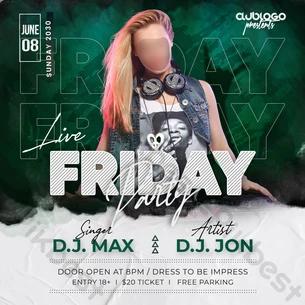 JUNE
08
SUNDAY 2030
CLUBLOGO
presents
FRIDAY
FRIDAY
Live
FRIDAY
Party
Singer
D.J. MAX
Artist
D.J. JON
DOOR OPEN AT 8PM / DRESS TO BE IMPRESS
ENTRY 18+ I $20 TICKET I FREE PARKING